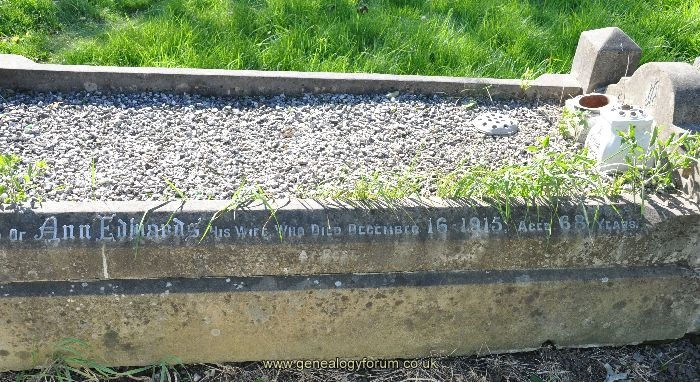 OF Ann Edwards HIS WIFE, WHO DIED DECEMBER 16 1915, AGED 68 YEARS.
www.genealogyforum.co.uk